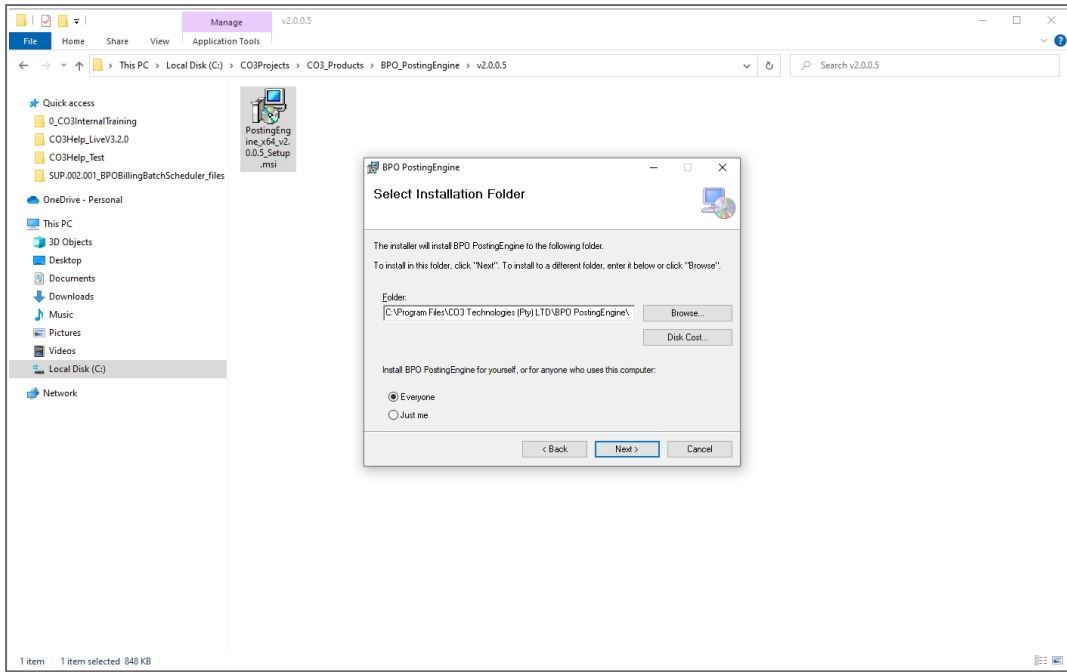 Manage
v2.0.0.5
File
Home
Share
View
Application Tools
This PC > Local Disk (C:) > CO3Projects > CO3_Products > BPO_PostingEngine > v2.0.0.5
Search v2.0.0.5
Quick access
0_CO3InternalTraining
CO3Help_LiveV3.2.0
CO3Help_Test
SUP.002.001_BPOBillingBatchScheduler_files
OneDrive - Personal
This PC
3D Objects
Desktop
Documents
Downloads
Music
Pictures
Videos
Local Disk (C:)
Network
PostingEng
ine_x64_v2.
0.0.5_Setup
.msi
BPO PostingEngine
Select Installation Folder
The installer will install BPO PostingEngine to the following folder.
To install in this folder, click "Next". To install to a different folder, enter it below or click "Browse".
Folder:
C:\Program Files\CO3 Technologies (Pty) LTD\BPO PostingEngine\
Browse...
Disk Cost...
Install BPO PostingEngine for yourself, or for anyone who uses this computer:
Everyone
Just me
< Back
Next >
Cancel
1 item
1 item selected 848 KB